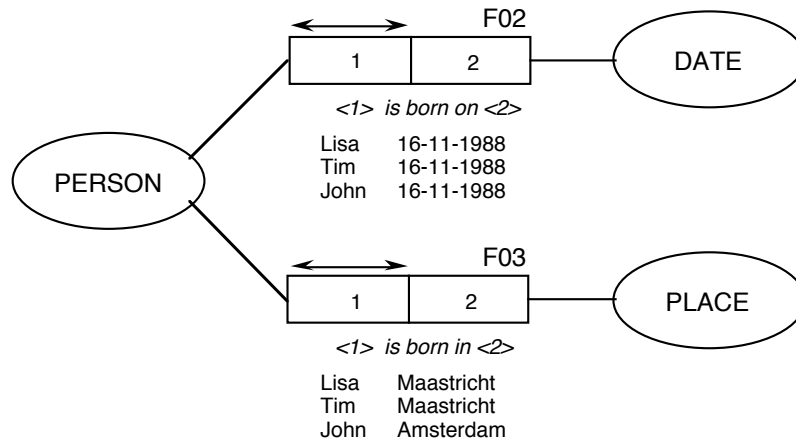 F02
1 2
DATE
<1> is born on <2>
Lisa 16-11-1988
Tim 16-11-1988
John 16-11-1988
PERSON
F03
1 2
PLACE
<1> is born in <2>
Lisa Maastricht
Tim Maastricht
John Amsterdam